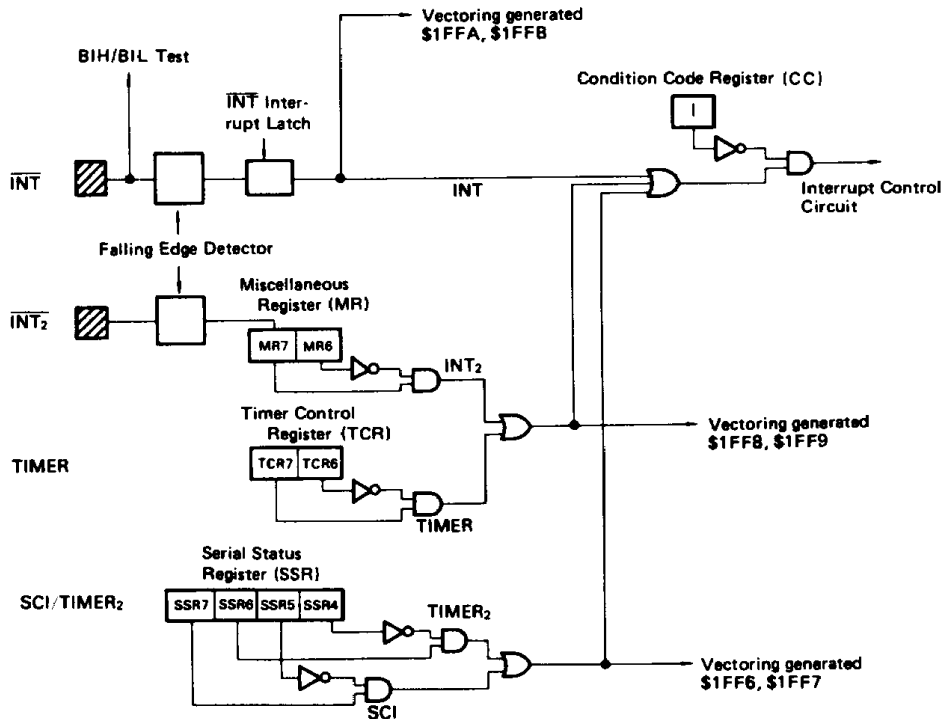 Vectoring generated
$1FFA, $1FFB
BIH/BIL Test
Condition Code Register (CC)
INT Inter-
rupt Latch
I
INT
INT
Interrupt Control
Circuit
Falling Edge Detector
Miscellaneous
Register (MR)
INT2
MR7 MR6
INT2
Timer Control
Register (TCR)
Vectoring generated
$1FF8, $1FF9
TIMER
TCR7 TCR6
TIMER
Serial Status
Register (SSR)
SCI/TIMER2
SSR7 SSR6 SSR5 SSR4
TIMER2
Vectoring generated
$1FF6, $1FF7
SCI